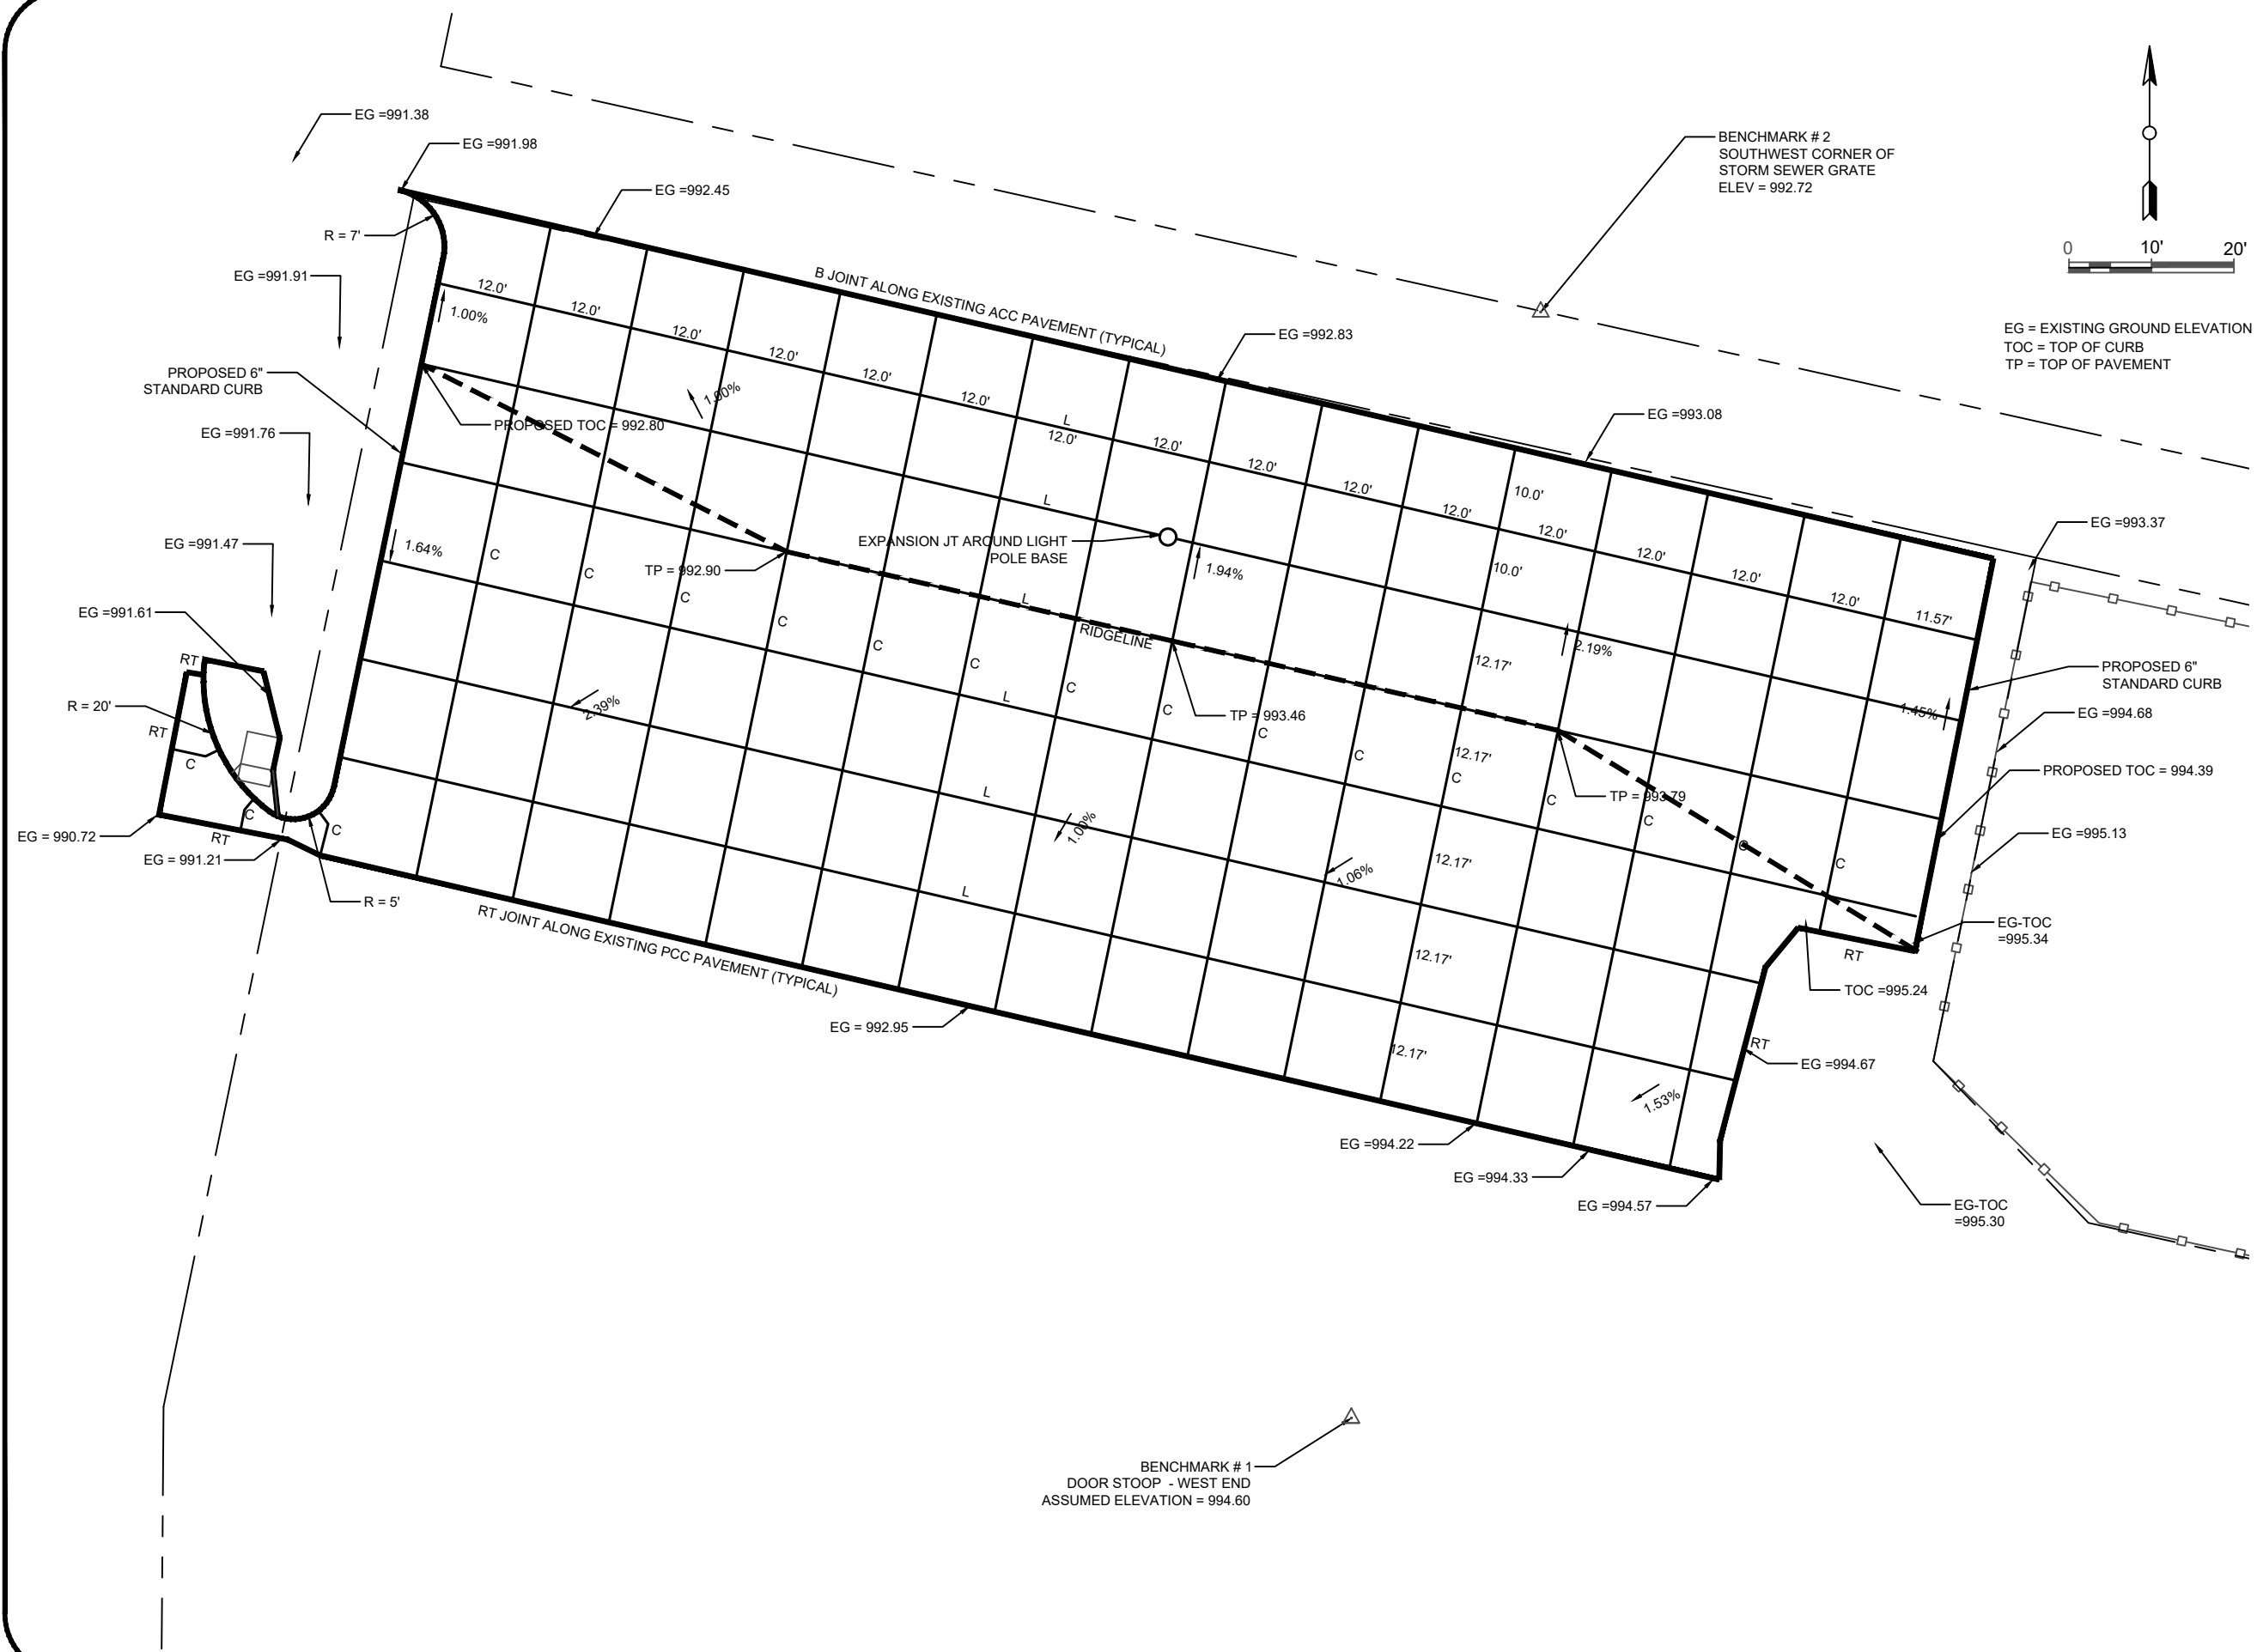 EG =991.38
EG =991.98
EG =992.45
BENCHMARK # 2
SOUTHWEST CORNER OF
STORM SEWER GRATE
ELEV = 992.72
0 10' 20'
EG = EXISTING GROUND ELEVATION
TOC = TOP OF CURB
TP = TOP OF PAVEMENT
R = 7'
EG =991.91
B JOINT ALONG EXISTING ACC PAVEMENT (TYPICAL)
EG =992.83
PROPOSED 6"
STANDARD CURB
12.0'
12.0'
12.0'
12.0'
12.0'
12.0'
L
12.0'
12.0'
12.0'
12.0'
12.0'
12.0'
12.0'
12.0'
12.0'
11.57'
1.00%
1.00%
PROPOSED TOC = 992.80
EG =993.08
EG =991.76
10.0'
10.0'
L
EG =991.47
1.64%
C
C
C
C
C
C
C
C
C
C
C
C
C
C
TP = 992.90
EXPANSION JT AROUND LIGHT
POLE BASE
1.94%
EG =993.37
L
RIDGELINE
12.17'
2.19%
EG =991.61
RT
R = 20'
RT
C
C
C
RT
EG = 990.72
EG = 991.21
R = 5'
2.39%
L
TP = 993.46
12.17'
TP = 993.79
1.45%
PROPOSED 6"
STANDARD CURB
EG =994.68
PROPOSED TOC = 994.39
EG =995.13
L
1.00%
12.17'
1.06%
L
RT JOINT ALONG EXISTING PCC PAVEMENT (TYPICAL)
EG = 992.95
12.17'
RT
EG-TOC
=995.34
TOC =995.24
12.17'
RT
EG =994.67
1.53%
EG =994.22
EG =994.33
EG =994.57
EG-TOC
=995.30
BENCHMARK # 1
DOOR STOOP - WEST END
ASSUMED ELEVATION = 994.60